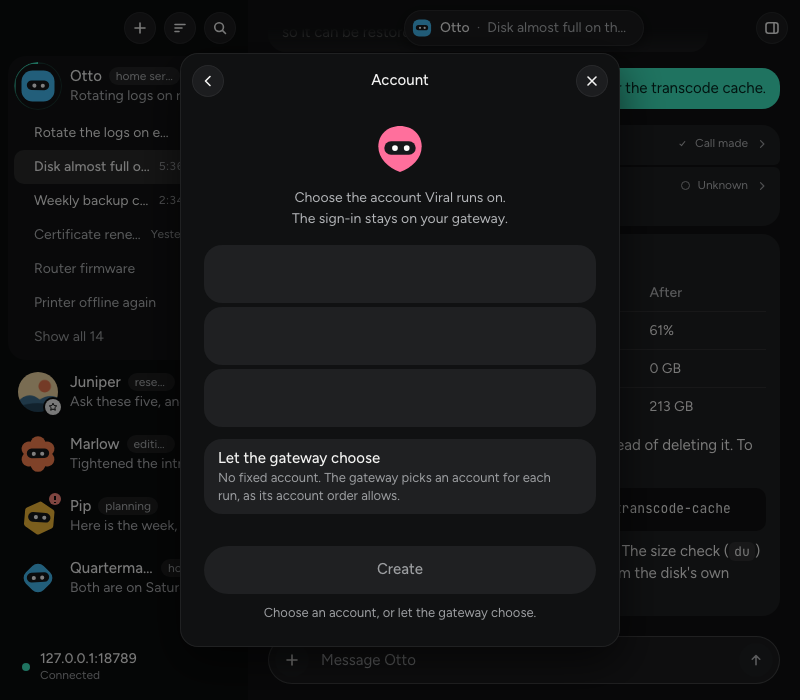 so it can be restor
Otto · Disk almost full on th...
Otto home ser...
Rotating logs on
Rotate the logs on e...
Disk almost full o... 5:36
Weekly backup c... 2:34
Certificate rene... Yeste
Router firmware
Printer offline again
Show all 14
Juniper rese...
Ask these five, an
Marlow editi...
Tightened the int
Pip planning
Here is the week,
Quarterma... ho
Both are on Satur
127.0.0.1:18789
Connected
Account
Choose the account Viral runs on.
The sign-in stays on your gateway.
Let the gateway choose
No fixed account. The gateway picks an account for each
run, as its account order allows.
Create
Choose an account, or let the gateway choose.
the transcode cache.
Call made
Unknown
After
61%
0 GB
213 GB
ead of deleting it. To
transcode-cache
The size check (du)
m the disk's own
Message Otto